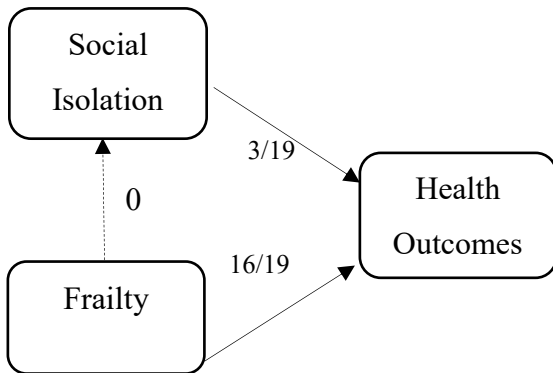 Social
Isolation
3/19
Health
Outcomes
0
16/19
Frailty